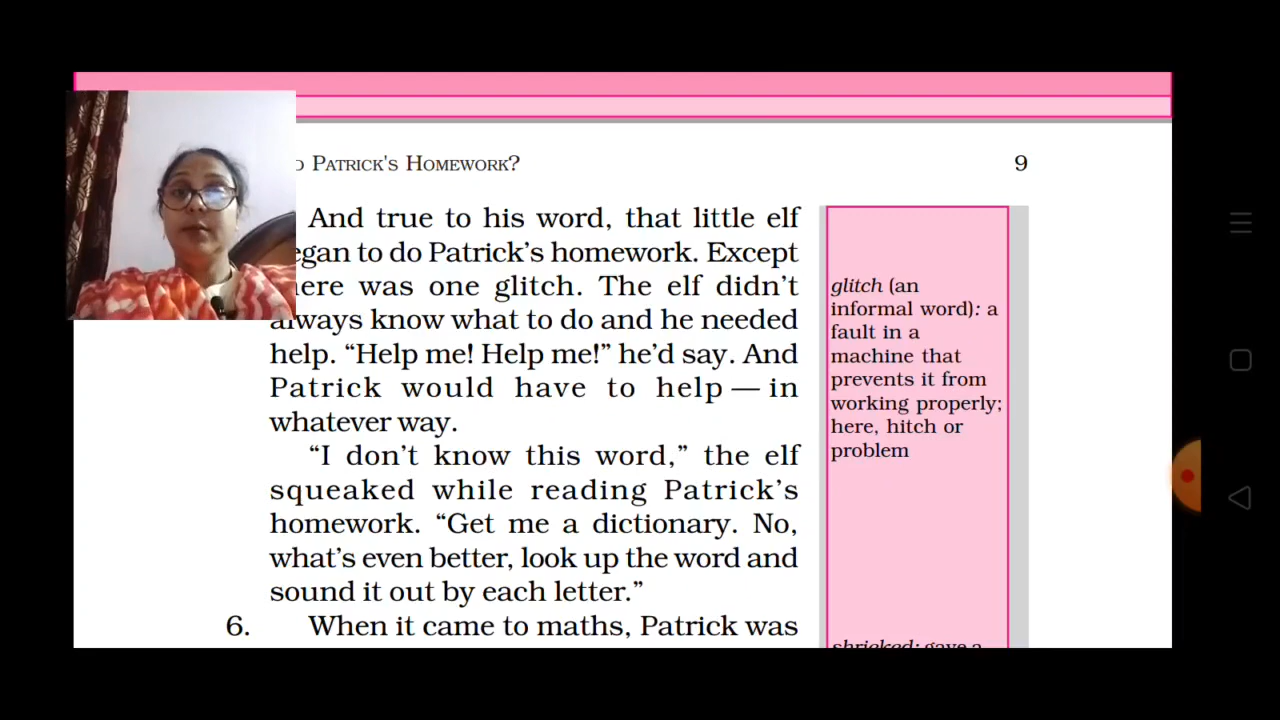 PATRICK'S HOMEWORK?
9
And true to his word, that little elf
egan to do Patrick's homework. Except
ere was one glitch. The elf didn't
always know what to do and he needed
help. “Help me! Help me!” he'd say. And
Patrick would have to help — in
whatever way.
“I don't know this word,” the elf
squeaked while reading Patrick's
homework. “Get me a dictionary. No,
what's even better, look up the word and
sound it out by each letter.”
6. When it came to maths, Patrick was
glitch (an
informal word): a
fault in a
machine that
prevents it from
working properly;
here, hitch or
problem
shrieked: gave a